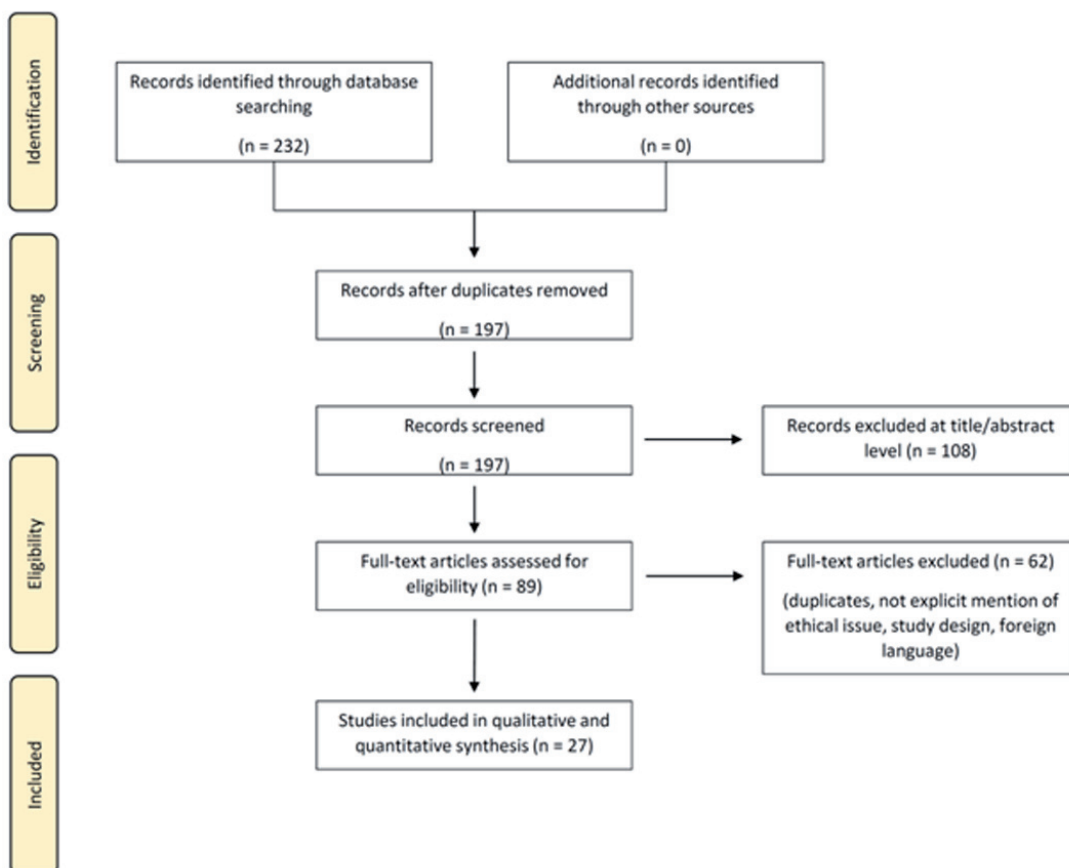 Identification
Records identified through database
searching
(n = 232)
Additional records identified
through other sources
(n = 0)
Screening
Records after duplicates removed
(n = 197)
Records screened
(n = 197)
Records excluded at title/abstract
level (n = 108)
Eligibility
Full-text articles assessed for
eligibility (n = 89)
Full-text articles excluded (n = 62)
(duplicates, not explicit mention of
ethical issue, study design, foreign
language)
Included
Studies included in qualitative and
quantitative synthesis (n = 27)